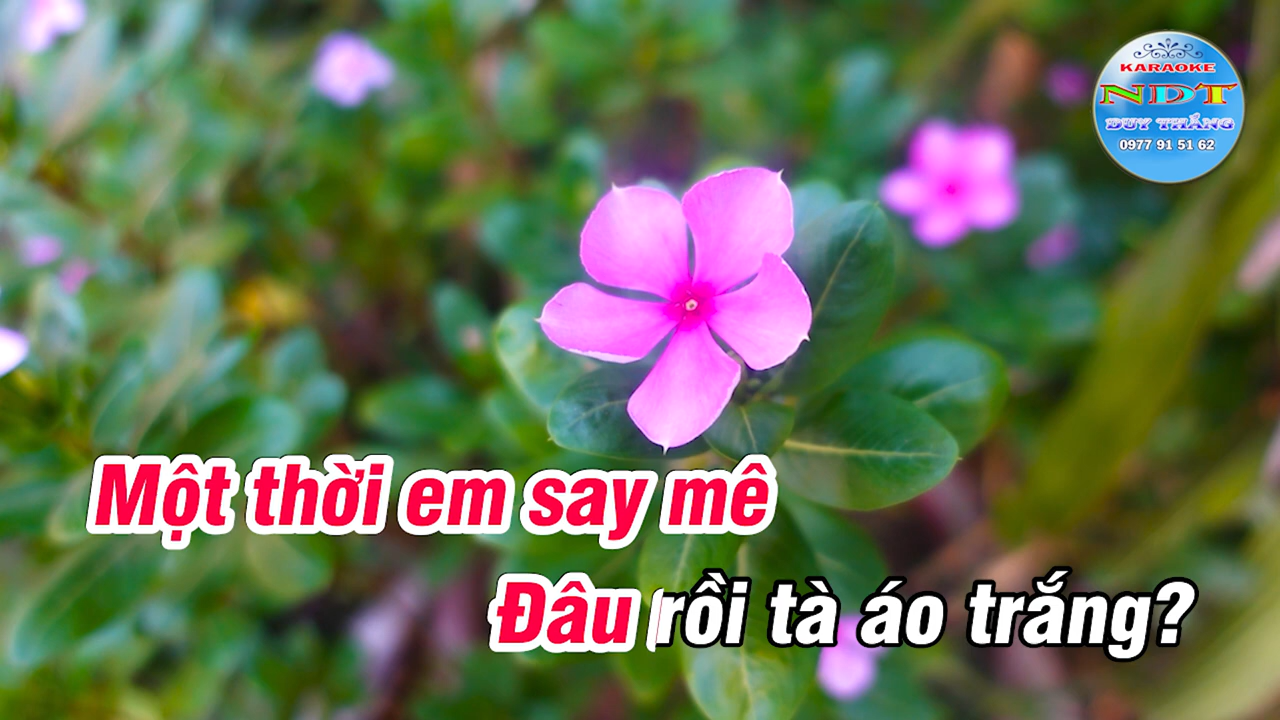 KARAOKE
NDT
DUY THẮNG
0977 91 51 62
Một thời em say mê
Đâu rồi tà áo trắng?